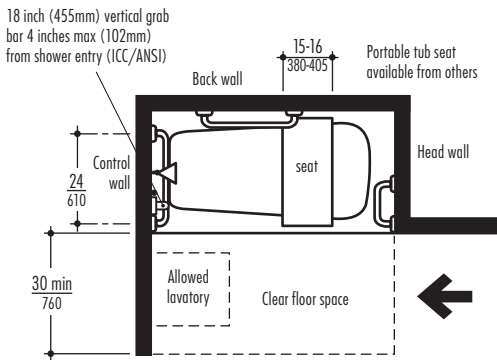 18 inch (455mm) vertical grab
bar 4 inches max (102mm)
from shower entry (ICC/ANSI)
15-16
380-405
Portable tub seat
available from others
Back wall
Control
wall
seat
Head wall
24
610
30 min
760
Allowed
lavatory
Clear floor space